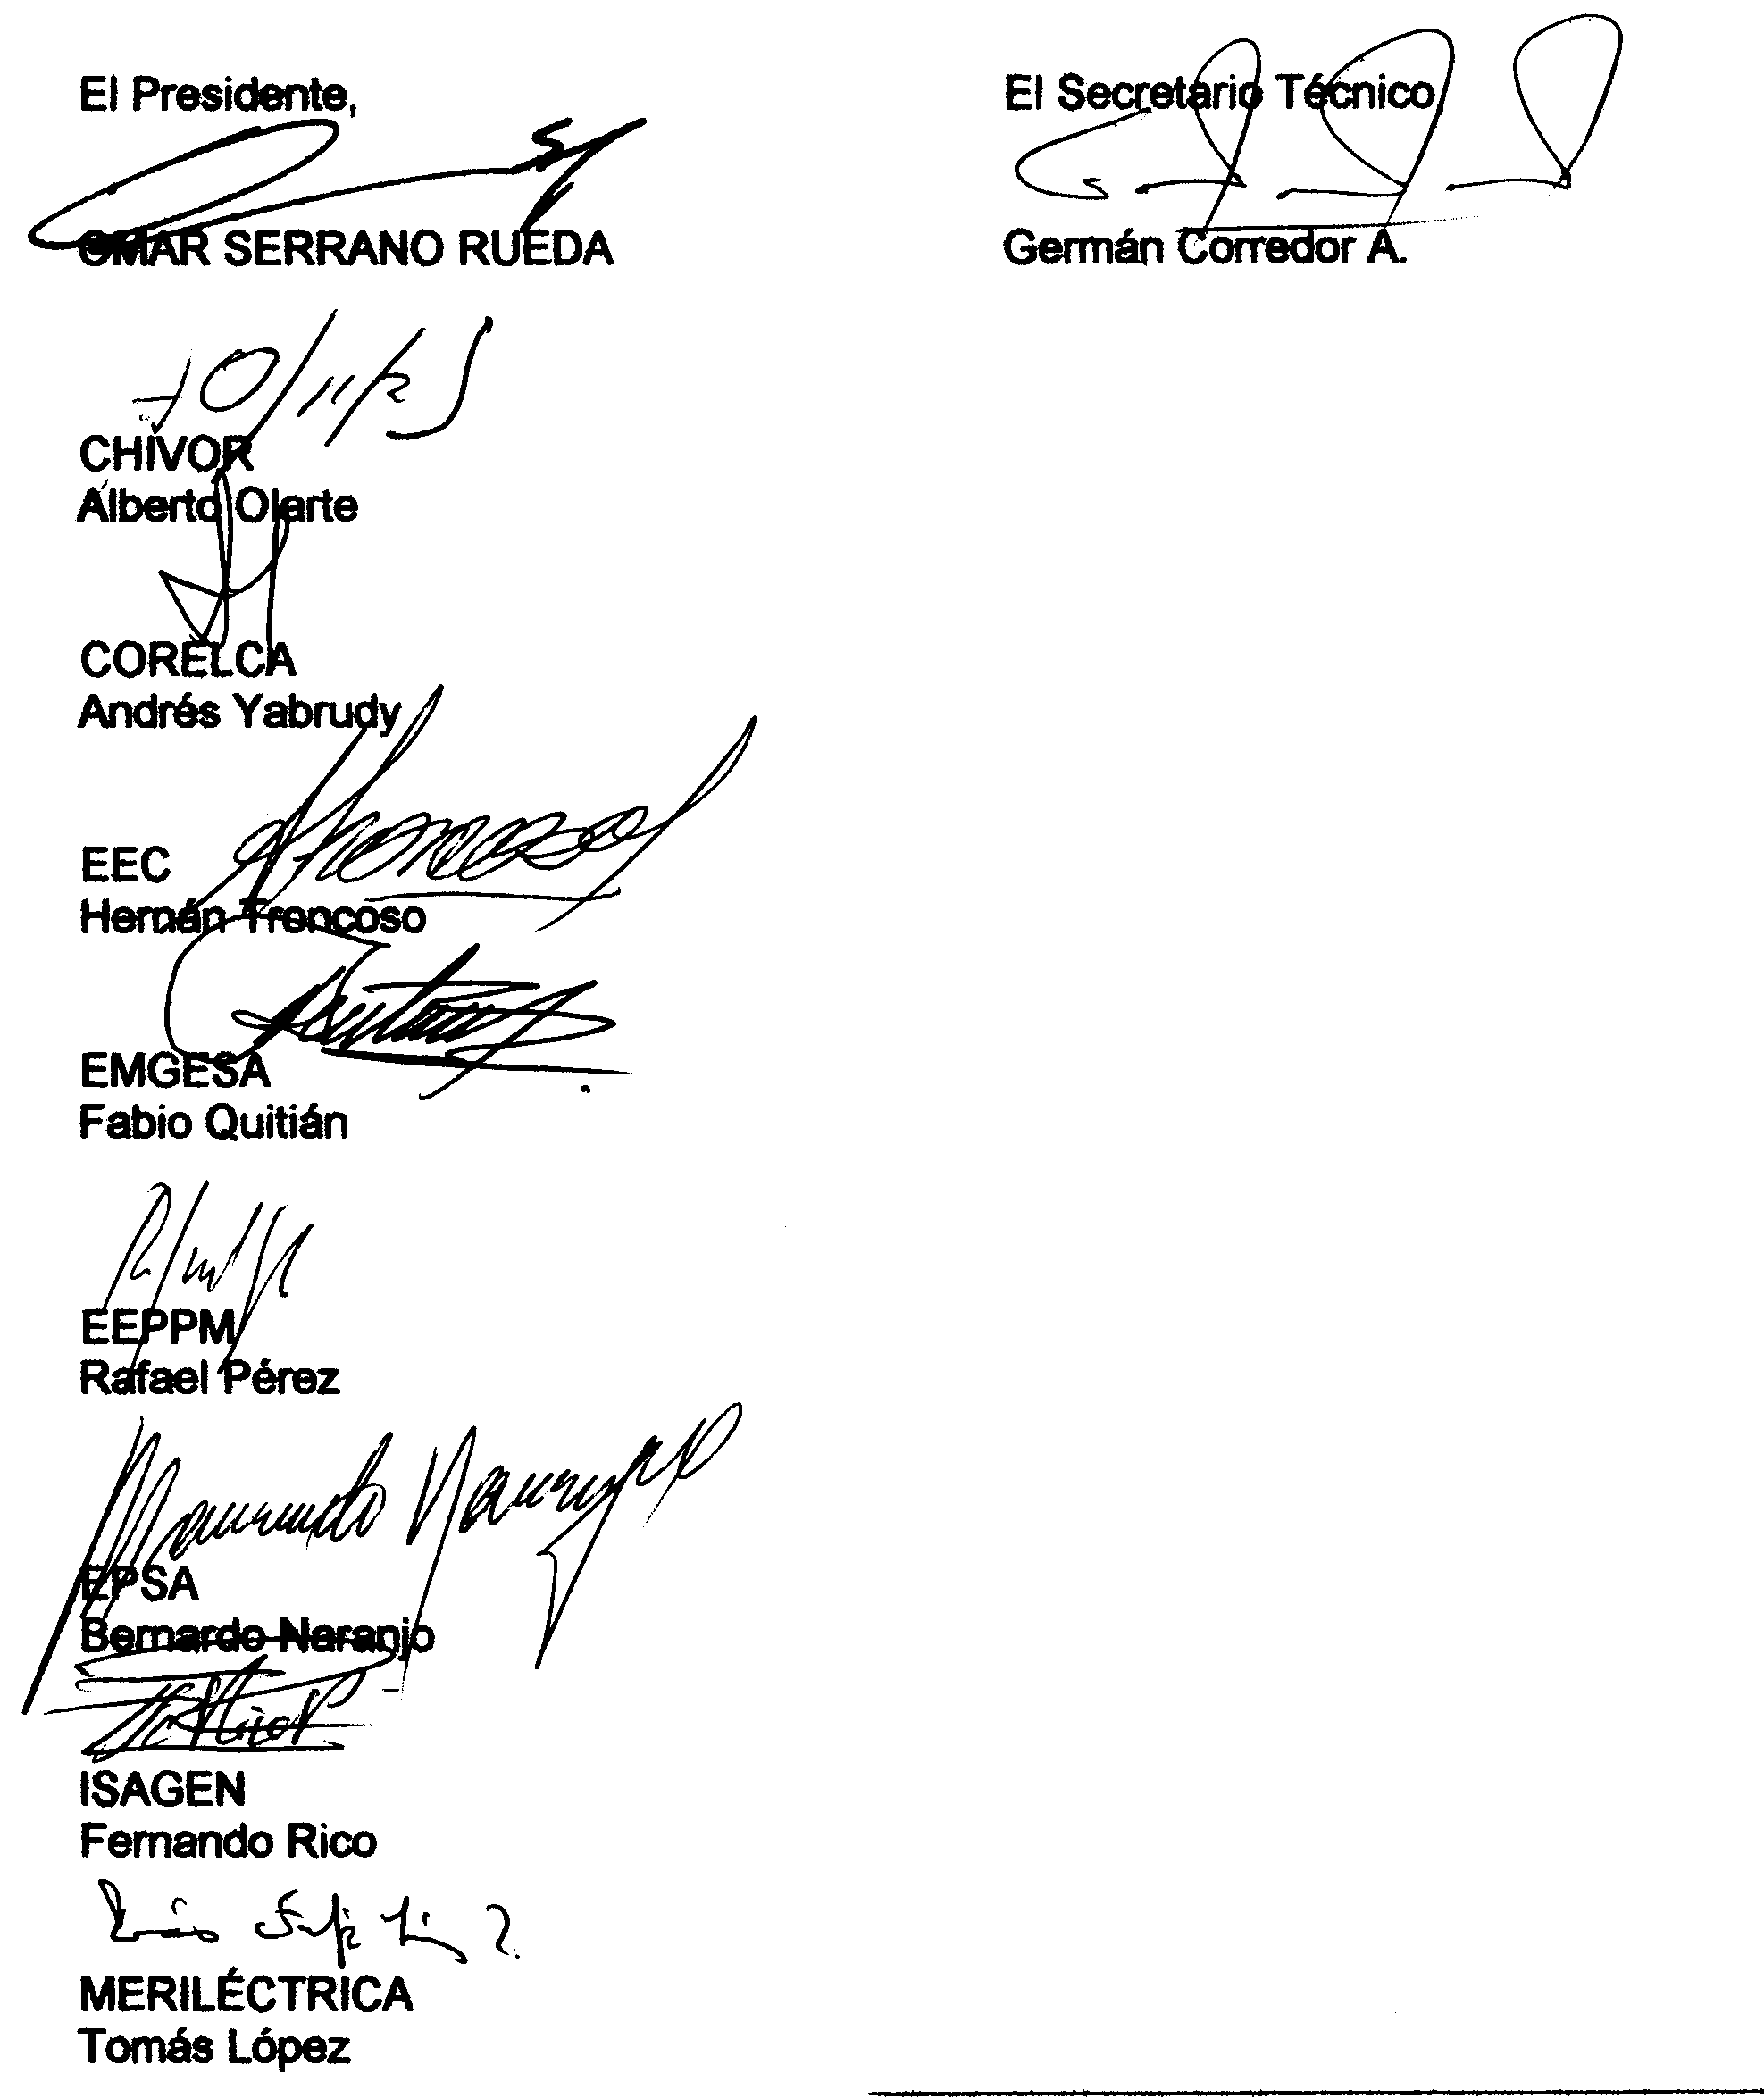 El Presidente,
El Secretario Técnico,
OMAR SERRANO RUEDA
Germán Corredor A.
CHIVOR
Alberto Olarte
CORELCA
Andrés Yabrudy
EEC
Hernán Troncoso
EMGESA
Fabio Quitián
EEPPM
Rafael Pérez
EPSA
Bernardo Naranjo
ISAGEN
Fernando Rico
MERILÉCTRICA
Tomás López